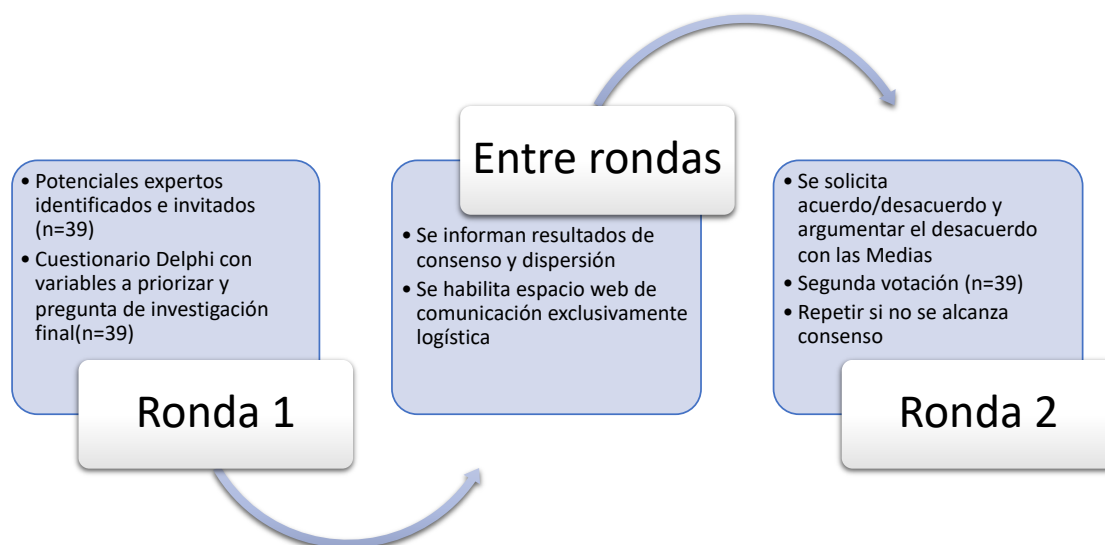 • Potenciales expertos
identificados e invitados
(n=39)
• Cuestionario Delphi con
variables a priorizar y
pregunta de investigación
final(n=39)
Ronda 1
Entre rondas
• Se informan resultados de
consenso y dispersión
• Se habilita espacio web de
comunicación exclusivamente
logística
• Se solicita
acuerdo/desacuerdo y
argumentar el desacuerdo
con las Medias
• Segunda votación (n=39)
• Repetir si no se alcanza
consenso
Ronda 2